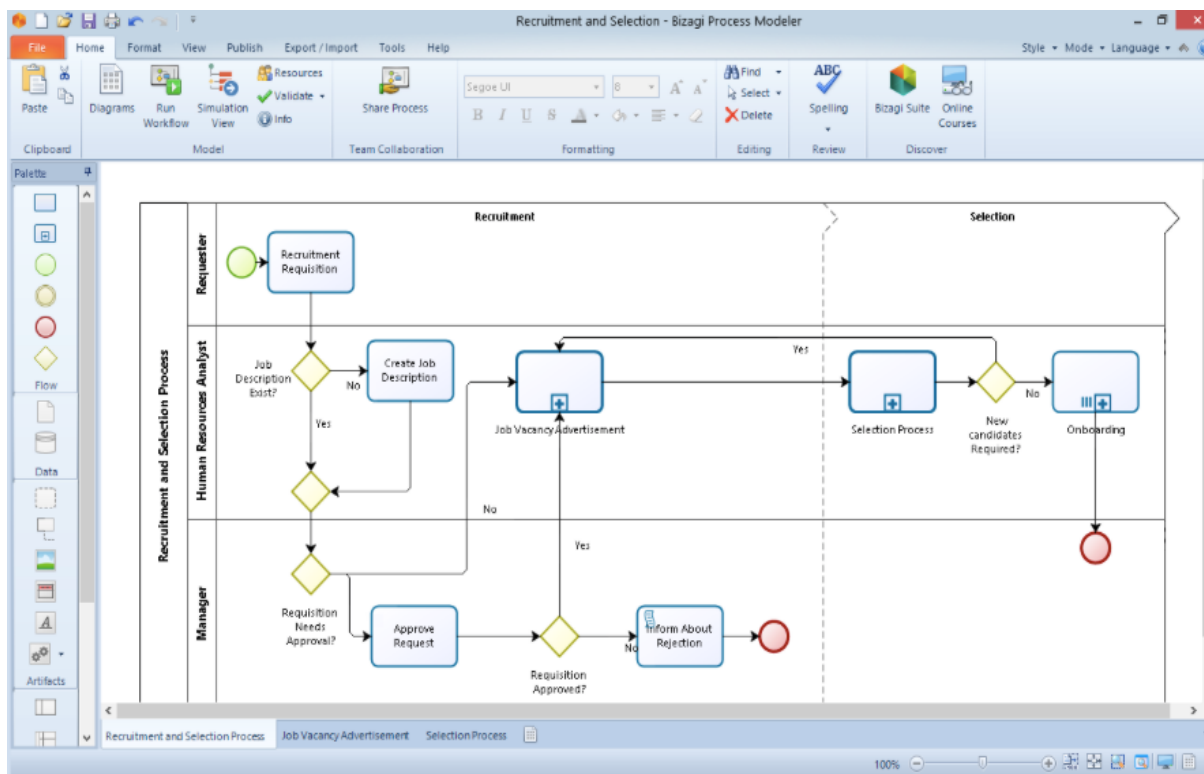 Recruitment and Selection - Bizagi Process Modeler
File Home Format View Publish Export / Import Tools Help Style Mode Language
Paste
Clipboard
Diagrams
Run
Workflow
Simulation
View
Resources
Validate
Info
Model
Share Process
Team Collaboration
Segoe UI 8 A A
B I U S A
Formatting
Find
Select
Delete
Editing
ABC
Spelling
Review
Bizagi Suite
Online
Courses
Discover
Palette
Flow
Data
A
Artifacts
Recruitment and Selection Process
Recruitment
Selection
Requester
Recruitment
Requisition
Human Resources Analyst
Job
Description
Exist?
No
Create Job
Description
Yes
Job Vacancy Advertisement
Yes
Selection Process
New
candidates
Required?
No
Onboarding
Manager
Requisition
Needs
Approval?
No
Approve
Request
Yes
Requisition
Approved?
No
Inform About
Rejection
Recruitment and Selection Process Job Vacancy Advertisement Selection Process
100%